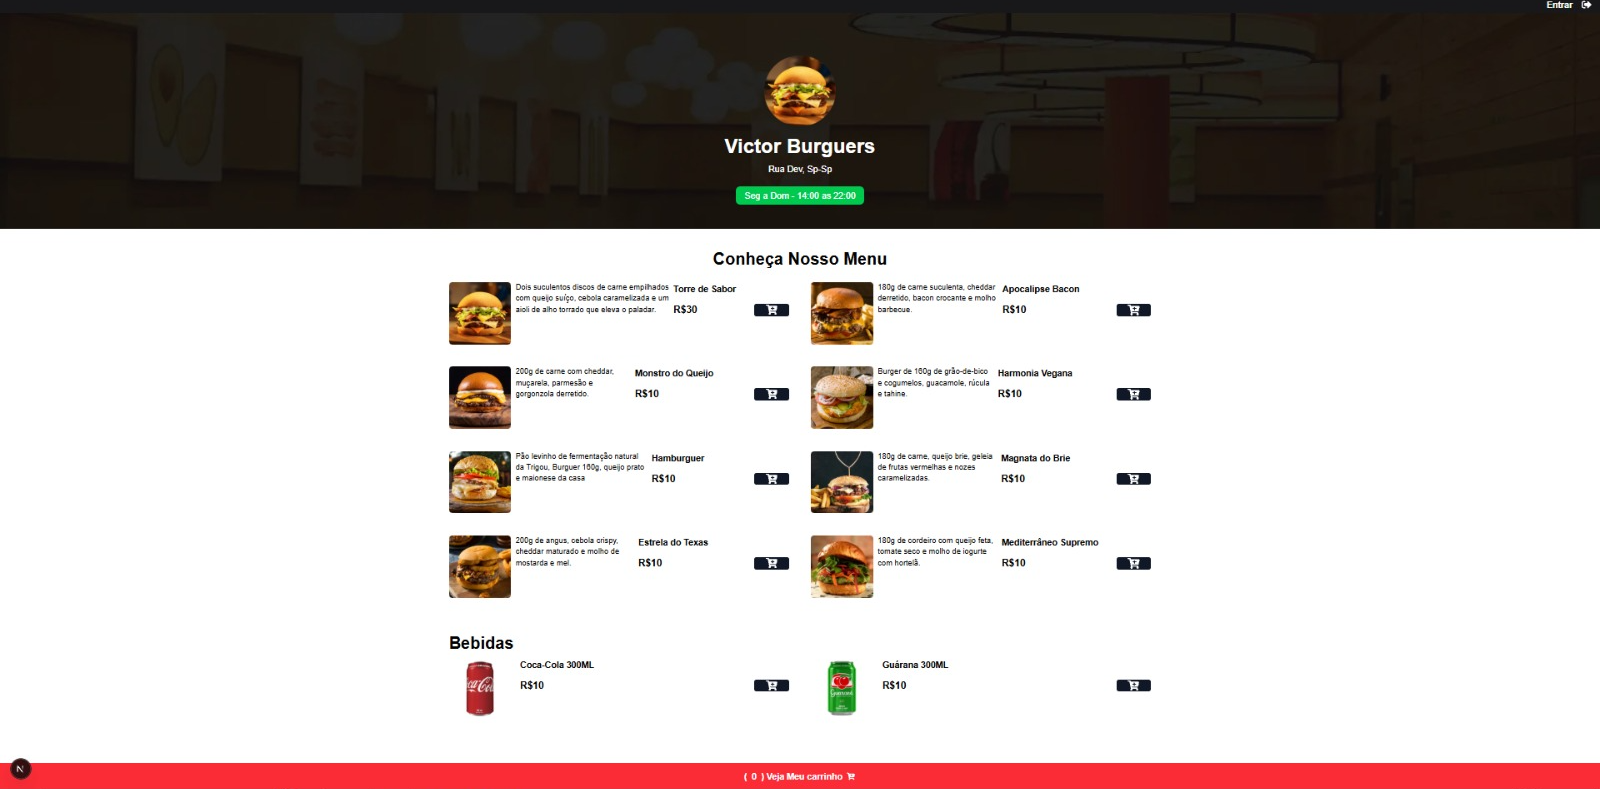 Entrar
Victor Burguers
Rua Dev, Sp-Sp
Seg a Dom - 14:00 as 22:00
Conheça Nosso Menu
Dois suculentos discos de carne empilhados
com queijo suíço, cebola caramelizada e um
aioli de alho torrado que eleva o paladar.
Torre de Sabor
R$30
180g de carne suculenta, cheddar
derretido, bacon crocante e molho
barbecue.
Apocalipse Bacon
R$10
200g de carne com cheddar,
muçarela, parmesão e
gorgonzola derretido.
Monstro do Queijo
R$10
Burger de 160g de grão-de-bico
e cogumelos, guacamole, rúcula
e tahine.
Harmonia Vegana
R$10
Pão levinho de fermentação natural
da Trigou, Burguer 160g, queijo prato
e maionese da casa
Hamburguer
R$10
180g de carne, queijo brie, geleia
de frutas vermelhas e nozes
caramelizadas.
Magnata do Brie
R$10
200g de angus, cebola crispy,
cheddar maturado e molho de
mostarda e mel.
Estrela do Texas
R$10
180g de cordeiro com queijo feta,
tomate seco e molho de iogurte
com hortelã.
Mediterrâneo Supremo
R$10
Bebidas
Coca-Cola 300ML
R$10
Guárana 300ML
R$10
N
( 0 ) Veja Meu carrinho